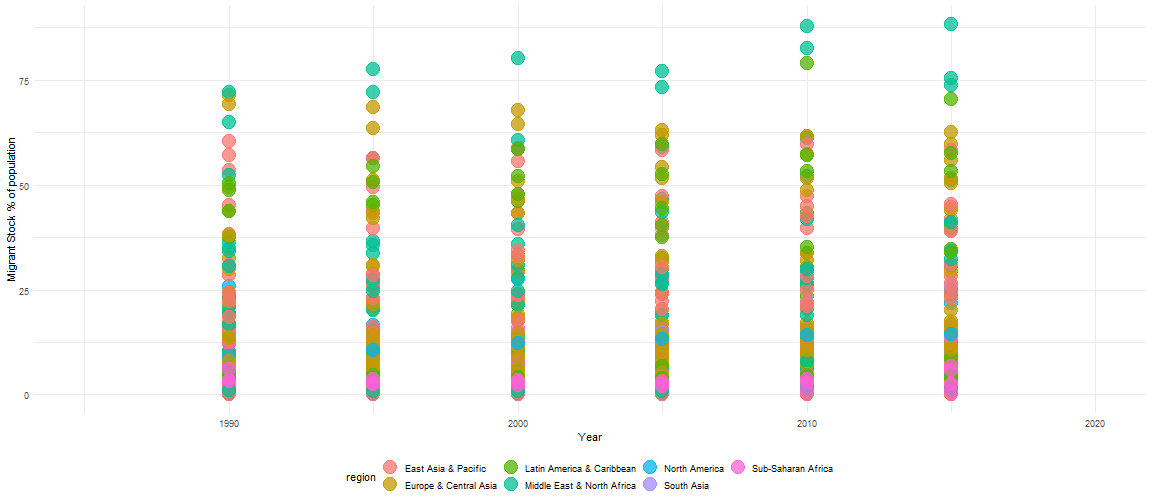 Migrant Stock % of population
75
50
25
0
1990
2000
2010
2020
Year
region
East Asia & Pacific
Europe & Central Asia
Latin America & Caribbean
Middle East & North Africa
North America
South Asia
Sub-Saharan Africa